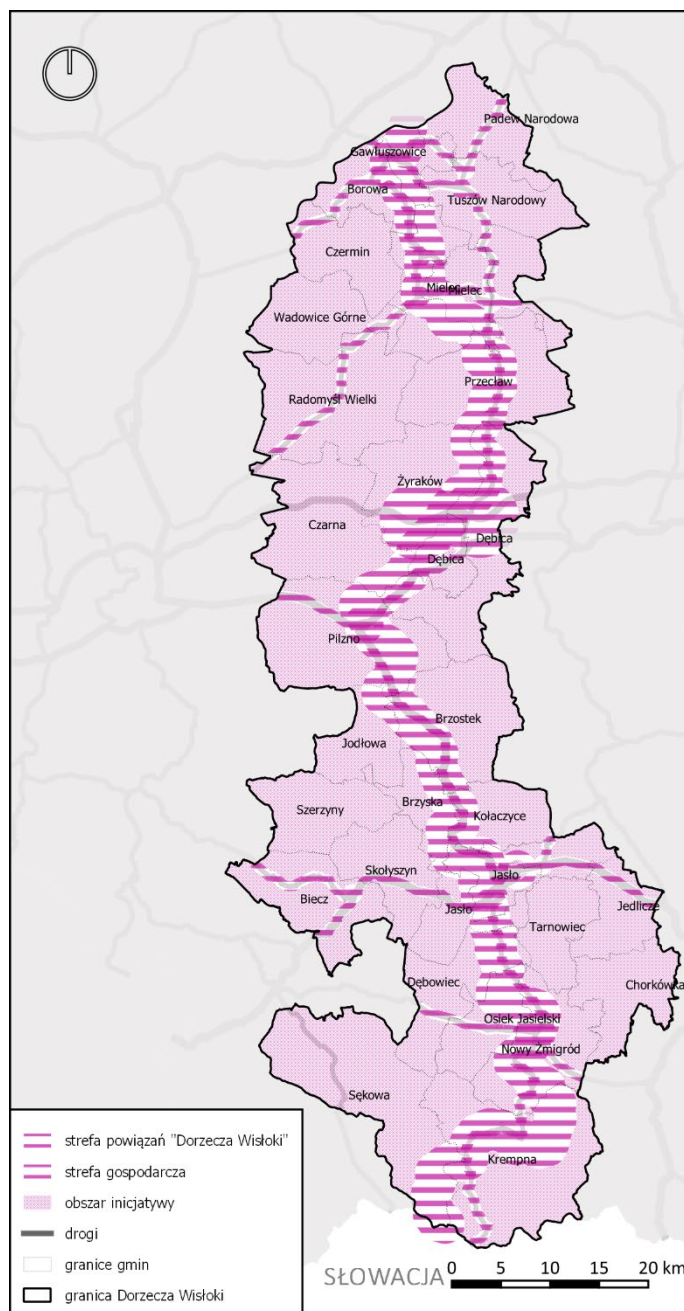 Padew Narodowa
Gawłuszowice
Borowa
Tuszów Narodowy
Czermin
Mielec
Mielec
Wadowice Górne
Przecław
Radomyśl Wielki
Żyraków
Czarna
Dębica
Dębica
Pilzno
Brzostek
Jodłowa
Brzyska
Szerzyny
Kołaczyce
Skołyszyn
Jasło
Biecz
Jasło
Jedlicze
Tarnowiec
Dębowiec
Chorkówka
Osiek Jasielski
Nowy Żmigród
Sękowa
Krempna
strefa powiązań "Dorzecza Wisłoki"
strefa gospodarcza
obszar inicjatywy
drogi
granice gmin
granica Dorzecza Wisłoki
SŁOWACJA
0 5 10 15 20 km